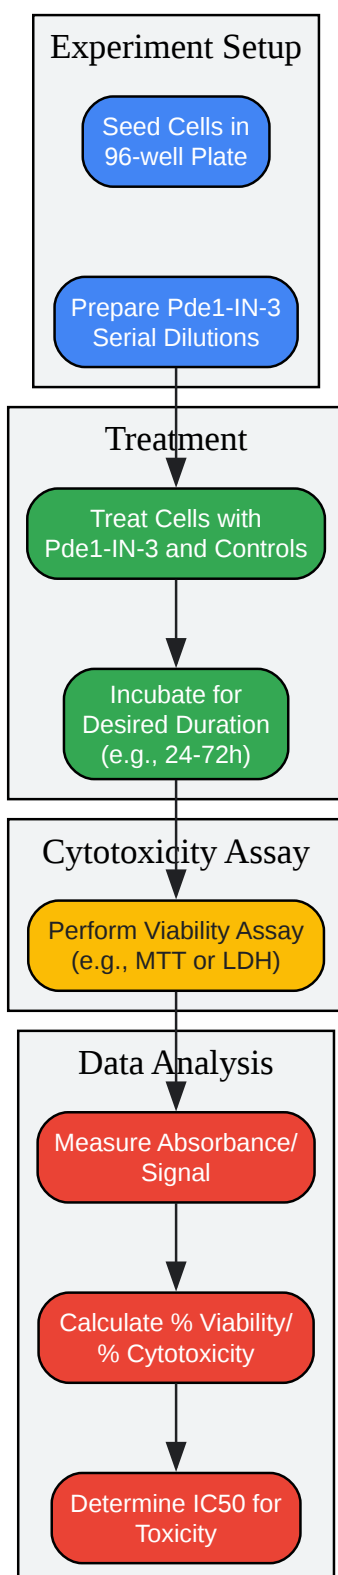 Experiment Setup
Seed Cells in
96-well Plate
Prepare Pde1-IN-3
Serial Dilutions
Treatment
Treat Cells with
Pde1-IN-3 and Controls
Incubate for
Desired Duration
(e.g., 24-72h)
Cytotoxicity Assay
Perform Viability Assay
(e.g., MTT or LDH)
Data Analysis
Measure Absorbance/
Signal
Calculate % Viability/
% Cytotoxicity
Determine IC50 for
Toxicity